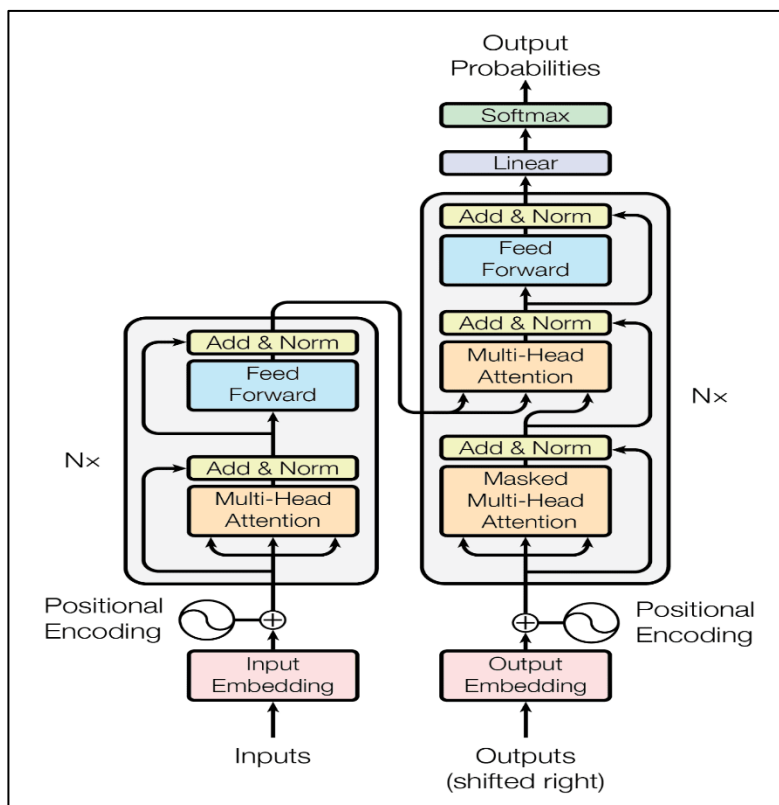 Output
Probabilities
Softmax
Linear
Add & Norm
Feed
Forward
Add & Norm
Multi-Head
Attention
Nx
Add & Norm
Masked
Multi-Head
Attention
Add & Norm
Feed
Forward
Nx
Add & Norm
Multi-Head
Attention
Positional
Encoding
Positional
Encoding
Input
Embedding
Output
Embedding
Inputs
Outputs
(shifted right)